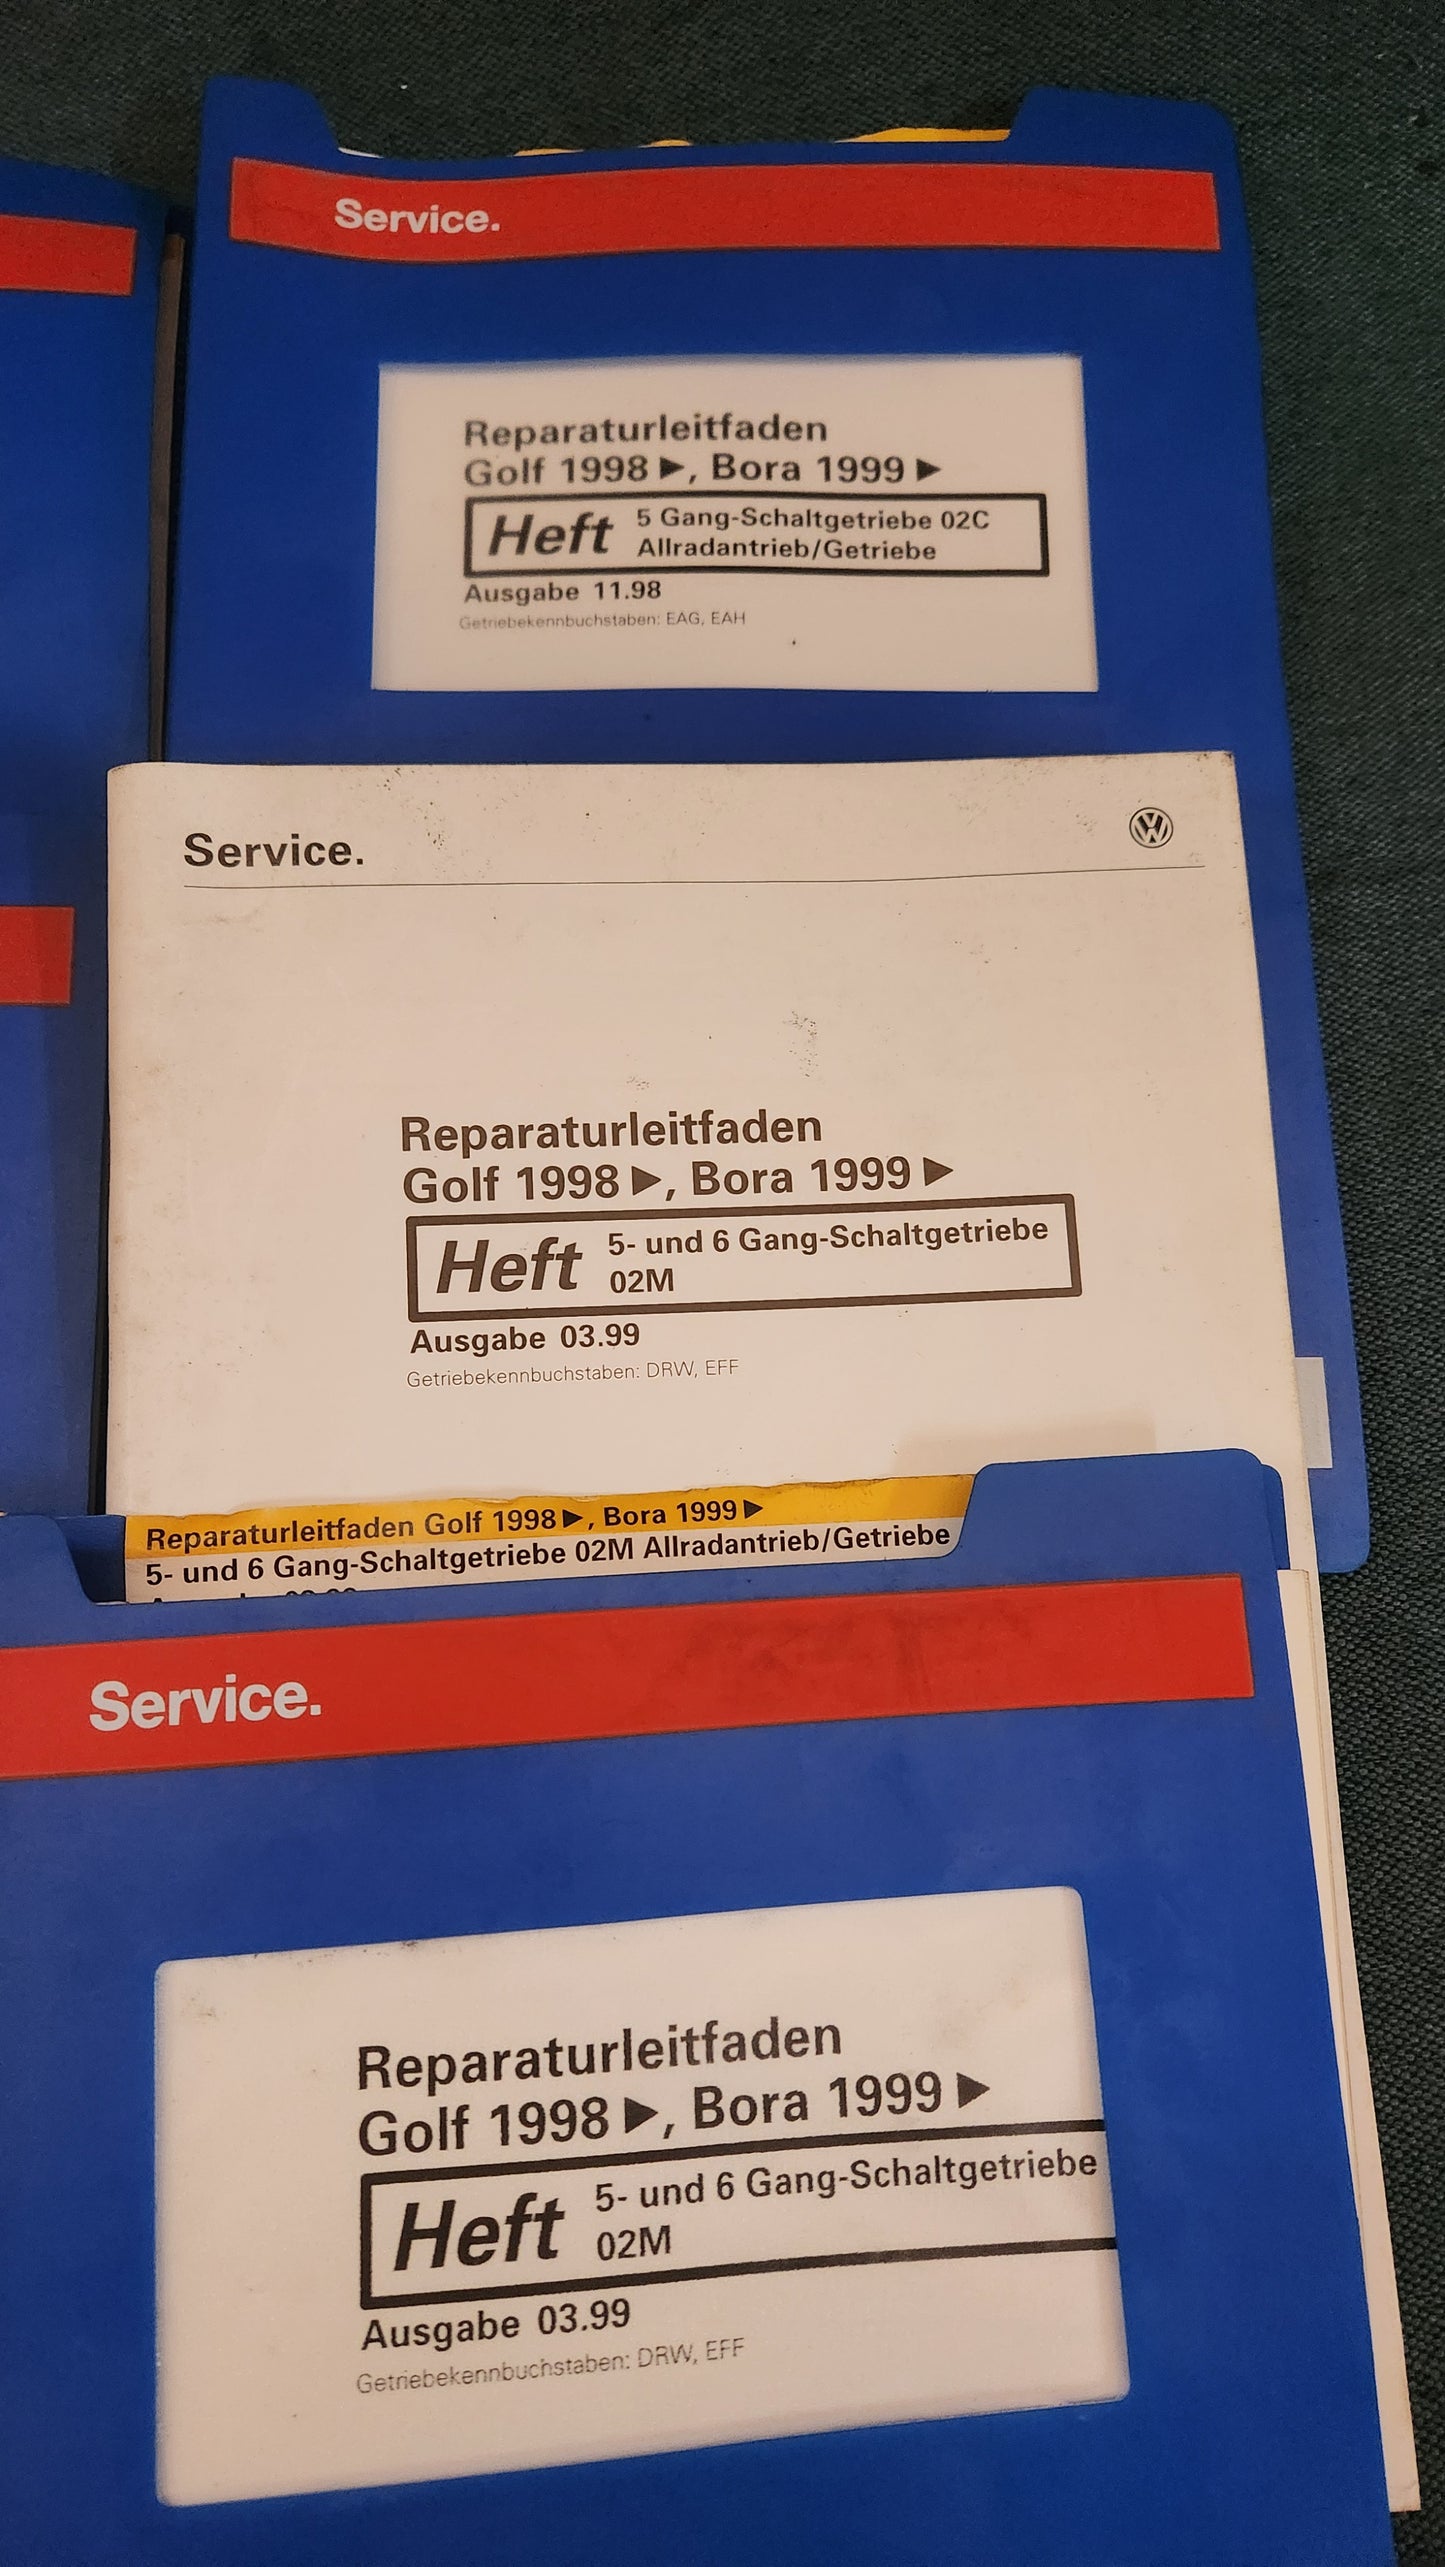 Service.
Reparaturleitfaden
Golf 1998 ▶, Bora 1999 ▶
Heft
5 Gang-Schaltgetriebe 02C
Allradantrieb/Getriebe
Ausgabe 11.98
Getriebekennbuchstaben: EAG, EAH
Service.
Reparaturleitfaden
Golf 1998 ▶, Bora 1999 ▶
Heft
5- und 6 Gang-Schaltgetriebe
02M
Ausgabe 03.99
Getriebekennbuchstaben: DRW, EFF
Reparaturleitfaden Golf 1998 ▶, Bora 1999 ▶
5- und 6 Gang-Schaltgetriebe 02M Allradantrieb/Getriebe
Service.
Reparaturleitfaden
Golf 1998 ▶, Bora 1999 ▶
Heft
5- und 6 Gang-Schaltgetriebe
02M
Ausgabe 03.99
Getriebekennbuchstaben: DRW, EFF